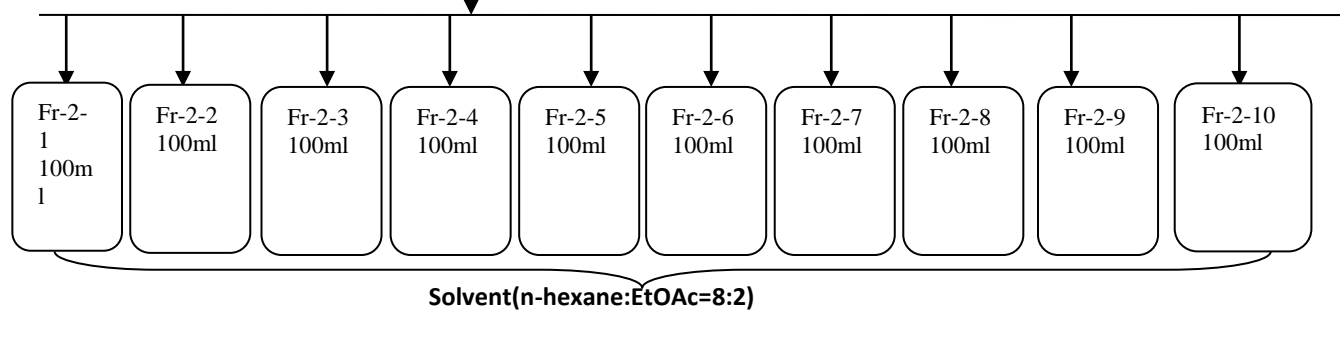 Fr-2-
1
100m
l
Fr-2-2
100ml
Fr-2-3
100ml
Fr-2-4
100ml
Fr-2-5
100ml
Fr-2-6
100ml
Fr-2-7
100ml
Fr-2-8
100ml
Fr-2-9
100ml
Fr-2-10
100ml
Solvent(n-hexane:EtOAc=8:2)